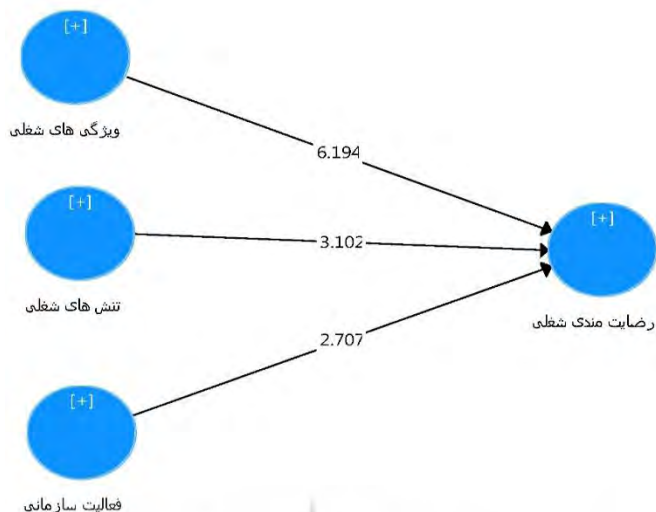 [+]
ویژگی های شغلی
6.194
[+]
تنش های شغلی
3.102
[+]
رضایت مندی شغلی
2.707
[+]
فعالیت سازمانی